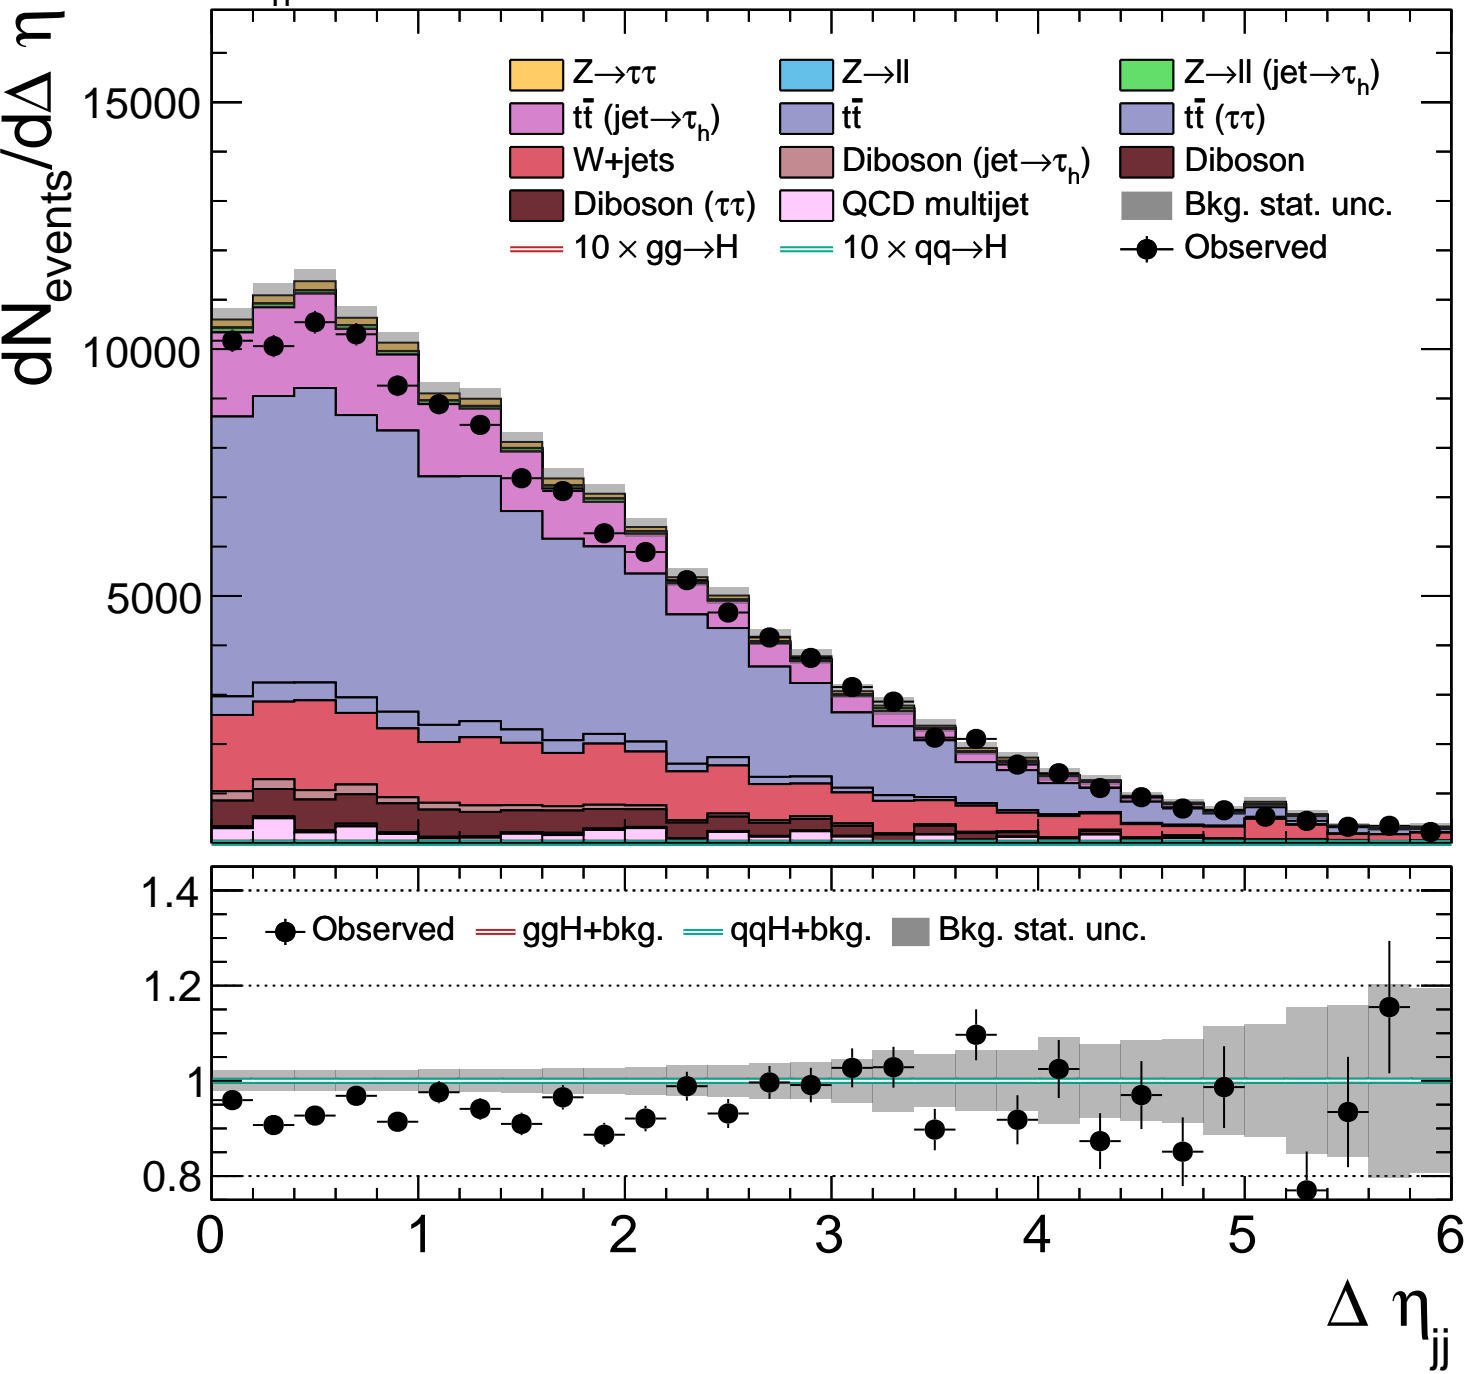 dN_events/dΔ η
15000
10000
5000
Z→ττ Z→ll Z→ll (jet→τ_h)
tt̄ (jet→τ_h) tt̄ tt̄ (ττ)
W+jets Diboson (jet→τ_h) Diboson
Diboson (ττ) QCD multijet Bkg. stat. unc.
10 × gg→H 10 × qq→H Observed
1.4
1.2
1
0.8
Observed ggH+bkg. qqH+bkg. Bkg. stat. unc.
0 1 2 3 4 5 6
Δ η_jj